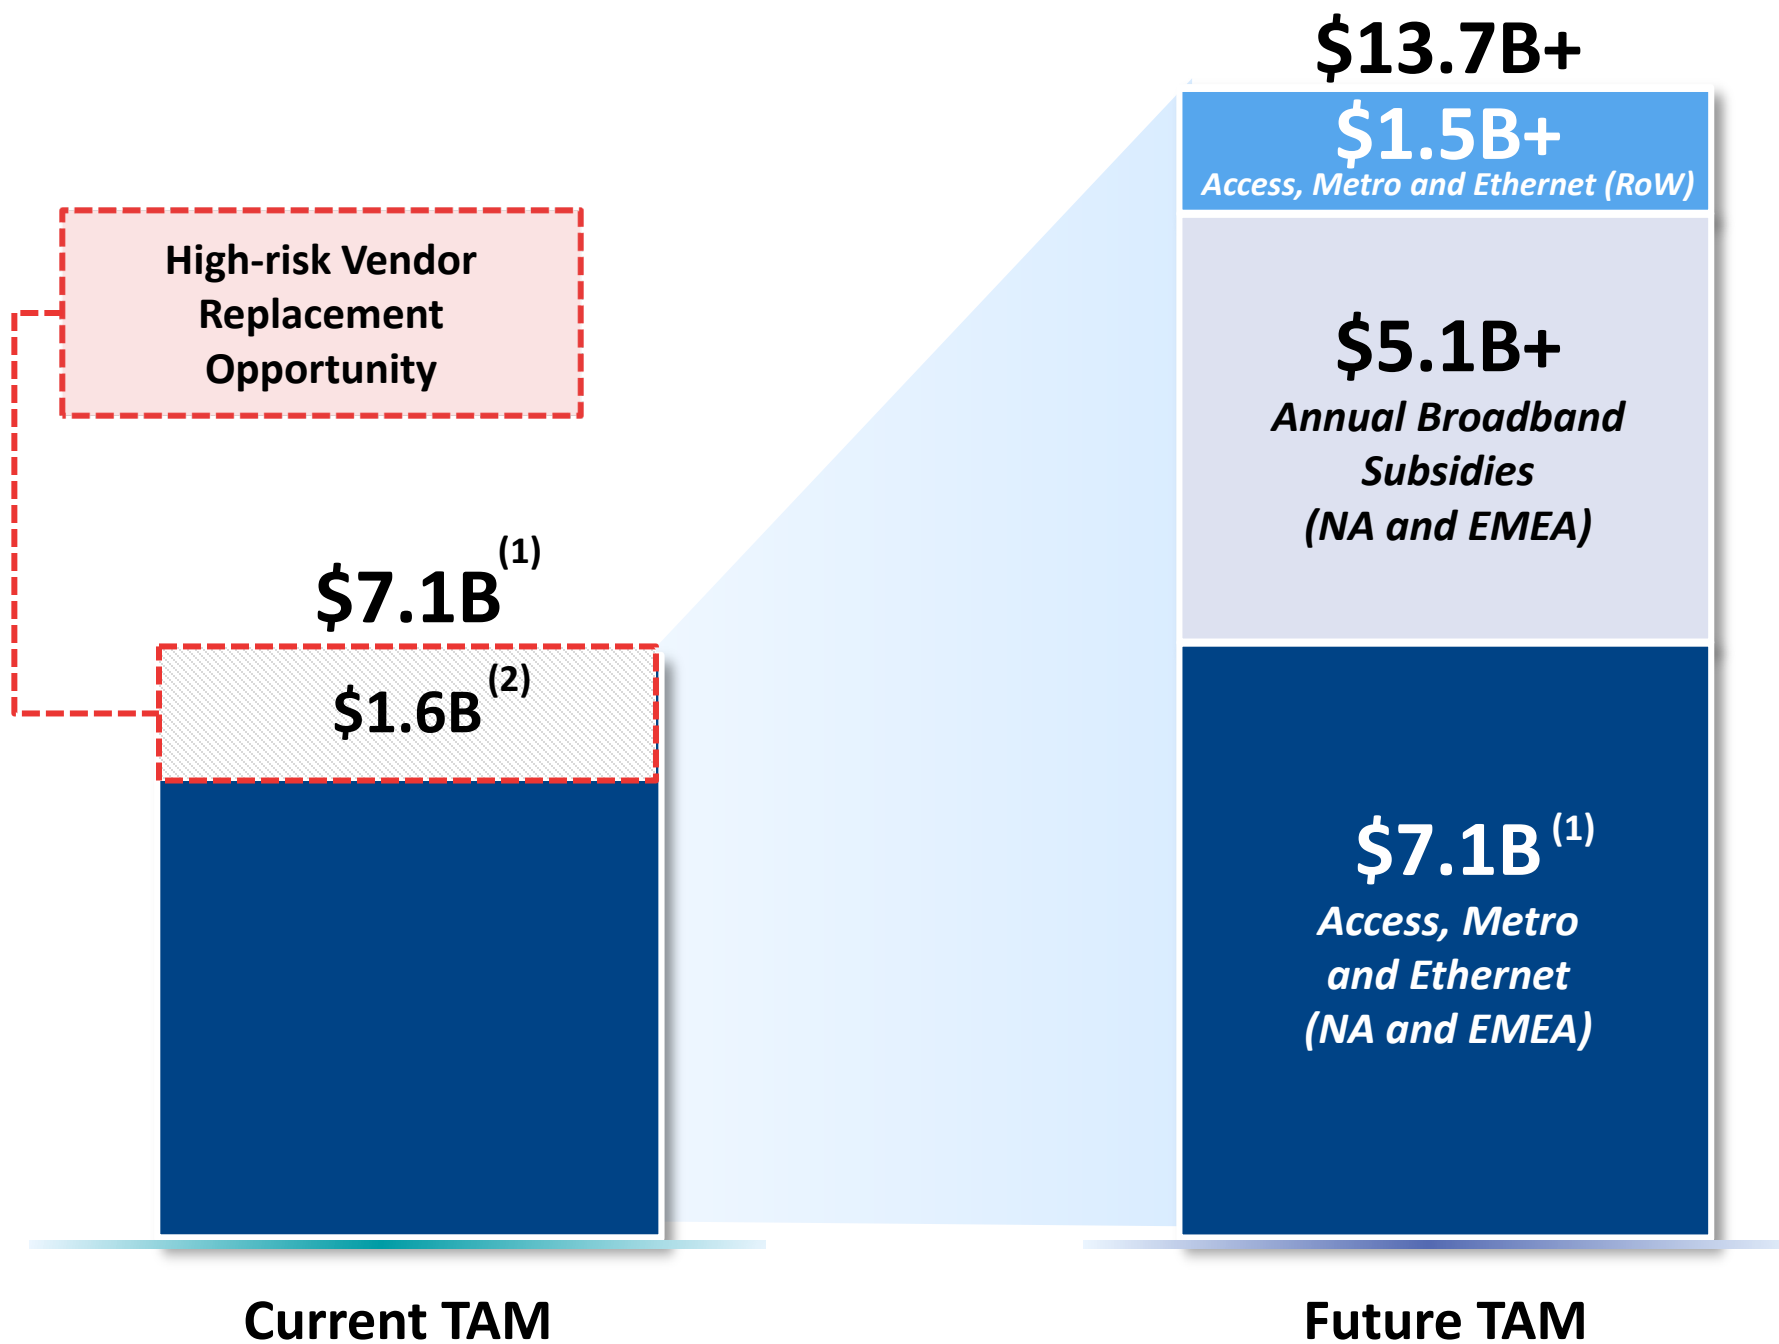 $13.7B+
$1.5B+
Access, Metro and Ethernet (RoW)
High-risk Vendor
Replacement
Opportunity
$5.1B+
Annual Broadband
Subsidies
(NA and EMEA)
$7.1B(1)
$1.6B(2)
$7.1B(1)
Access, Metro
and Ethernet
(NA and EMEA)
Current TAM
Future TAM